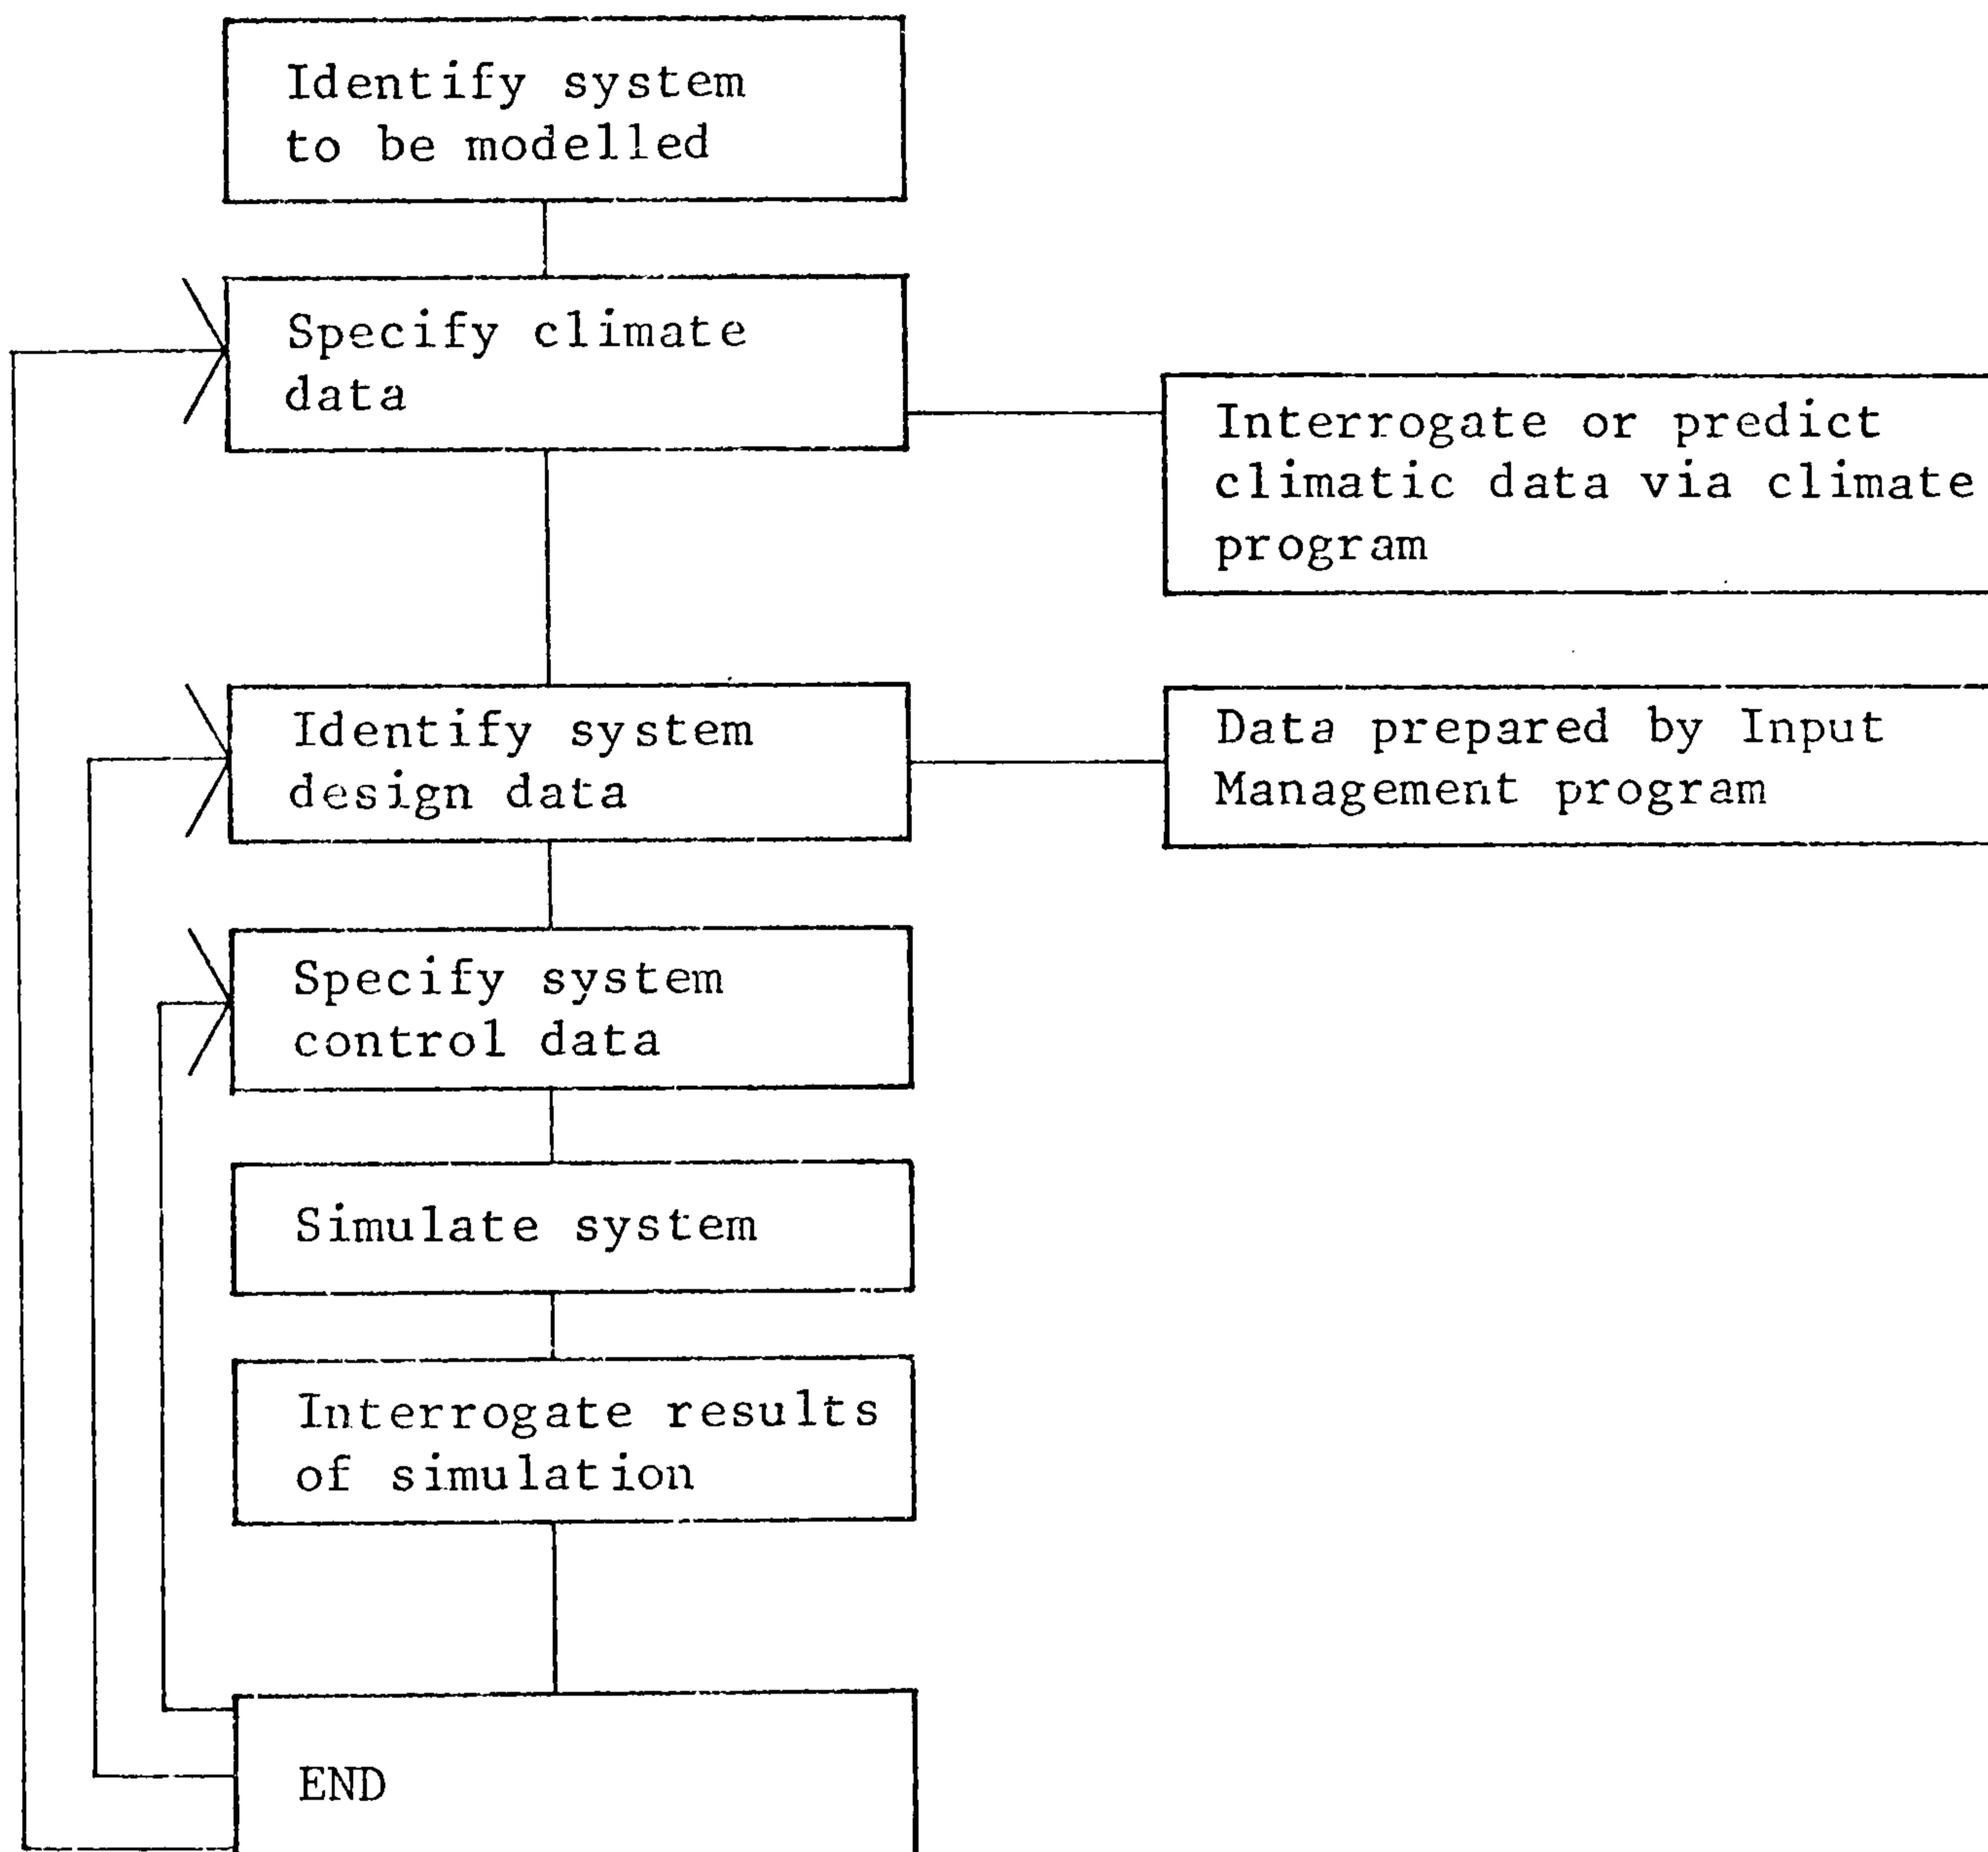 Identify system
to be modelled
Specify climate
data
Interrogate or predict
climatic data via climate
program
Identify system
design data
Data prepared by Input
Management program
Specify system
control data
Simulate system
Interrogate results
of simulation
END